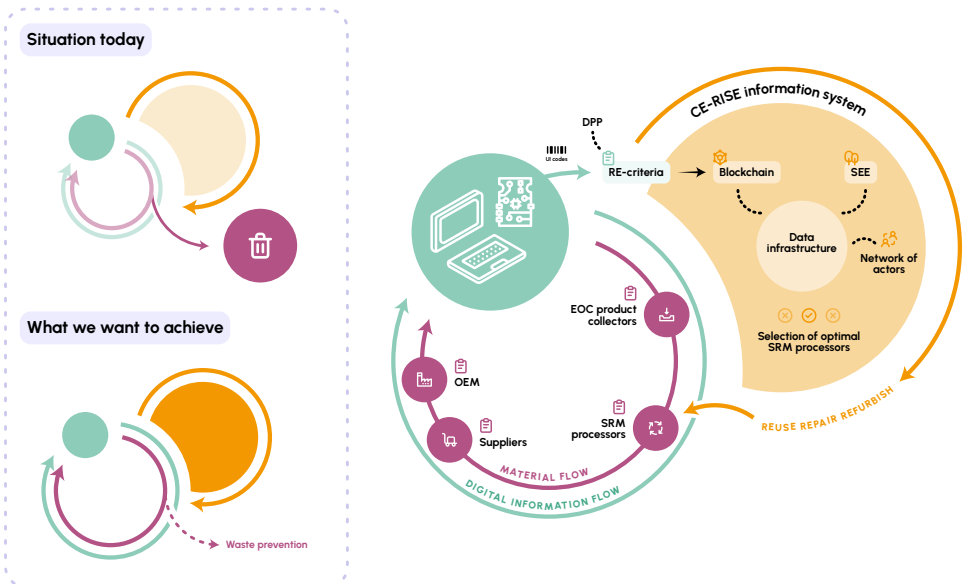 Situation today
What we want to achieve
Waste prevention
CE-RISE information system
DPP
UI codes
RE-criteria
Blockchain
SEE
Data
infrastructure
Network of
actors
Selection of optimal
SRM processors
EOC product
collectors
OEM
Suppliers
SRM
processors
REUSE REPAIR REFURBISH
MATERIAL FLOW
DIGITAL INFORMATION FLOW